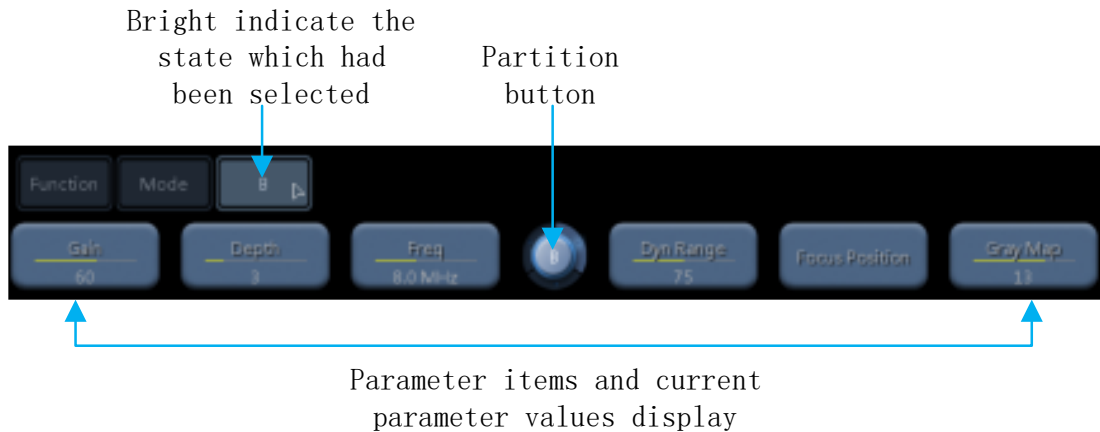 Bright indicate the
state which had
been selected
Partition
button
Function Mode B
Gain Depth Freq B Dyn Range Focus Position Gray Map
60 3 8.0 MHz 75 13
Parameter items and current
parameter values display